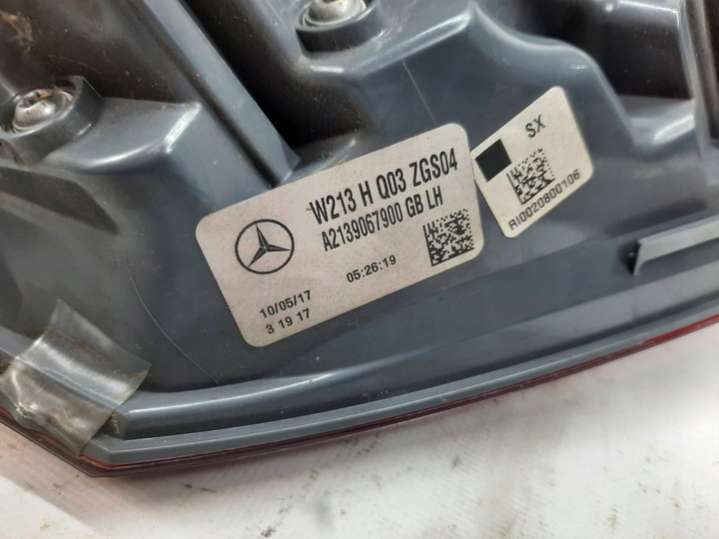 W213 H Q03 ZGS04
A2139067900 GB LH
10/05/17
05:26:19
3 19 17
SX
RI0020800106